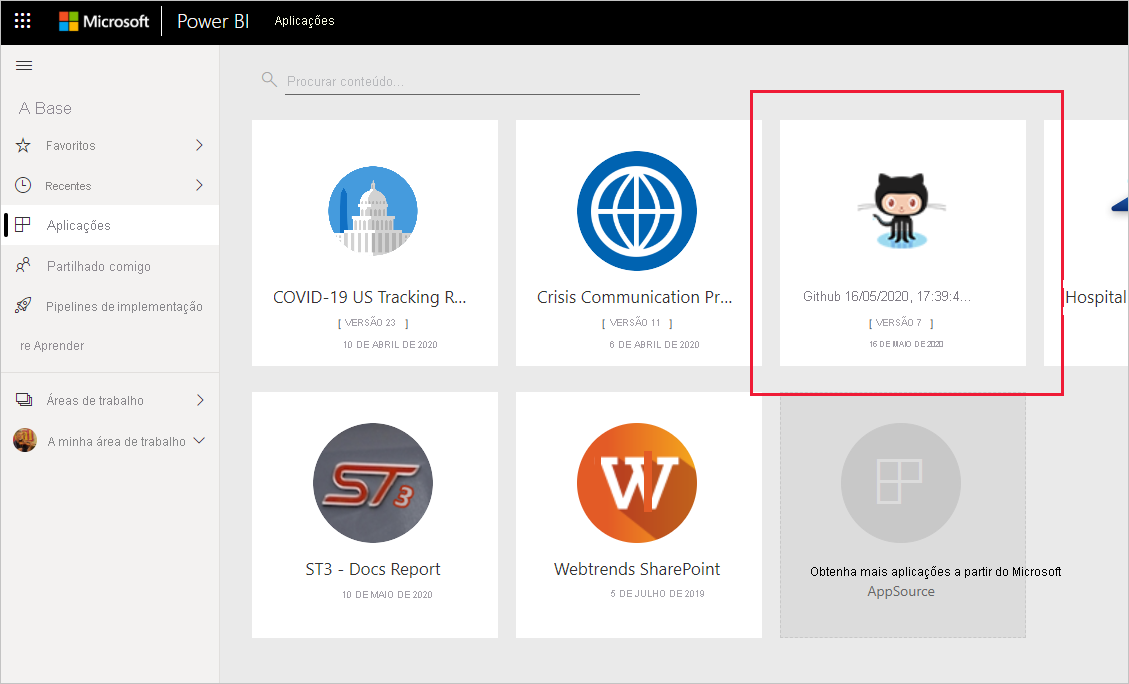 Microsoft Power BI Aplicações
Procurar conteúdo...
A Base
Favoritos
Recentes
Aplicações
Partilhado comigo
Pipelines de implementação
re Aprender
Áreas de trabalho
A minha área de trabalho
COVID-19 US Tracking R...
[ VERSÃO 23 ]
10 DE ABRIL DE 2020
Crisis Communication Pr...
[ VERSÃO 11 ]
6 DE ABRIL DE 2020
Github 16/05/2020, 17:39:4...
[ VERSÃO 7 ]
16 DE MAIO DE 2020
Hospital
ST3
ST3 - Docs Report
10 DE MAIO DE 2020
W
Webtrends SharePoint
5 DE JULHO DE 2019
Obtenha mais aplicações a partir do Microsoft
AppSource